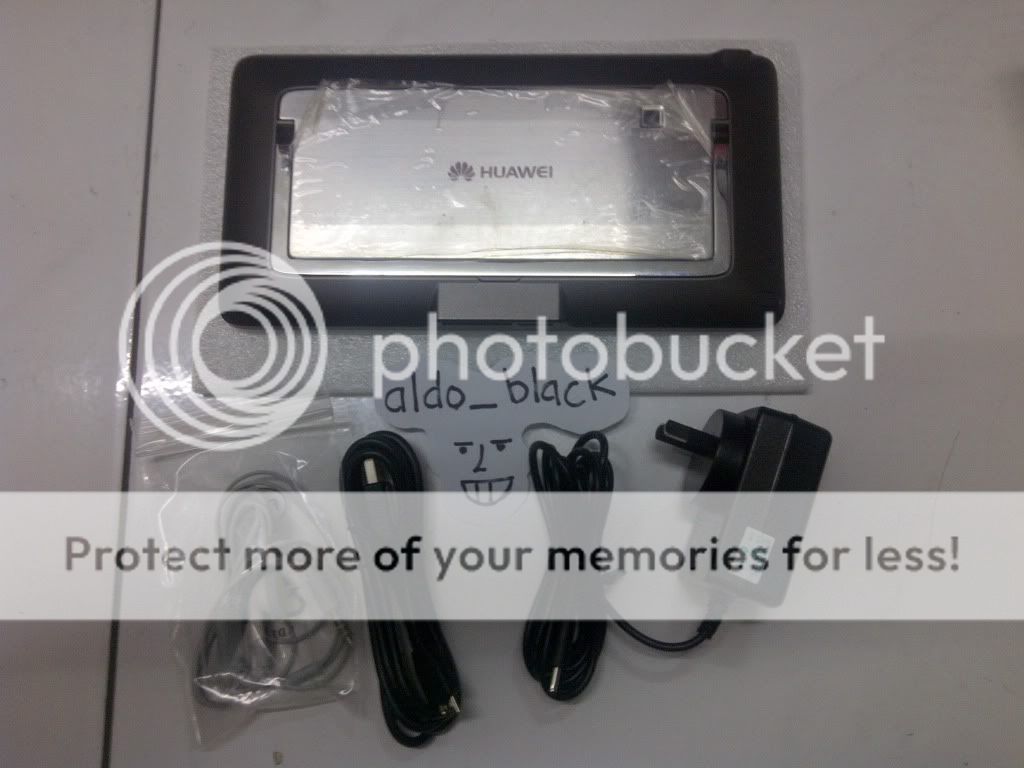 HUAWEI
photobucket
aldo_black
Protect more of your memories for less!